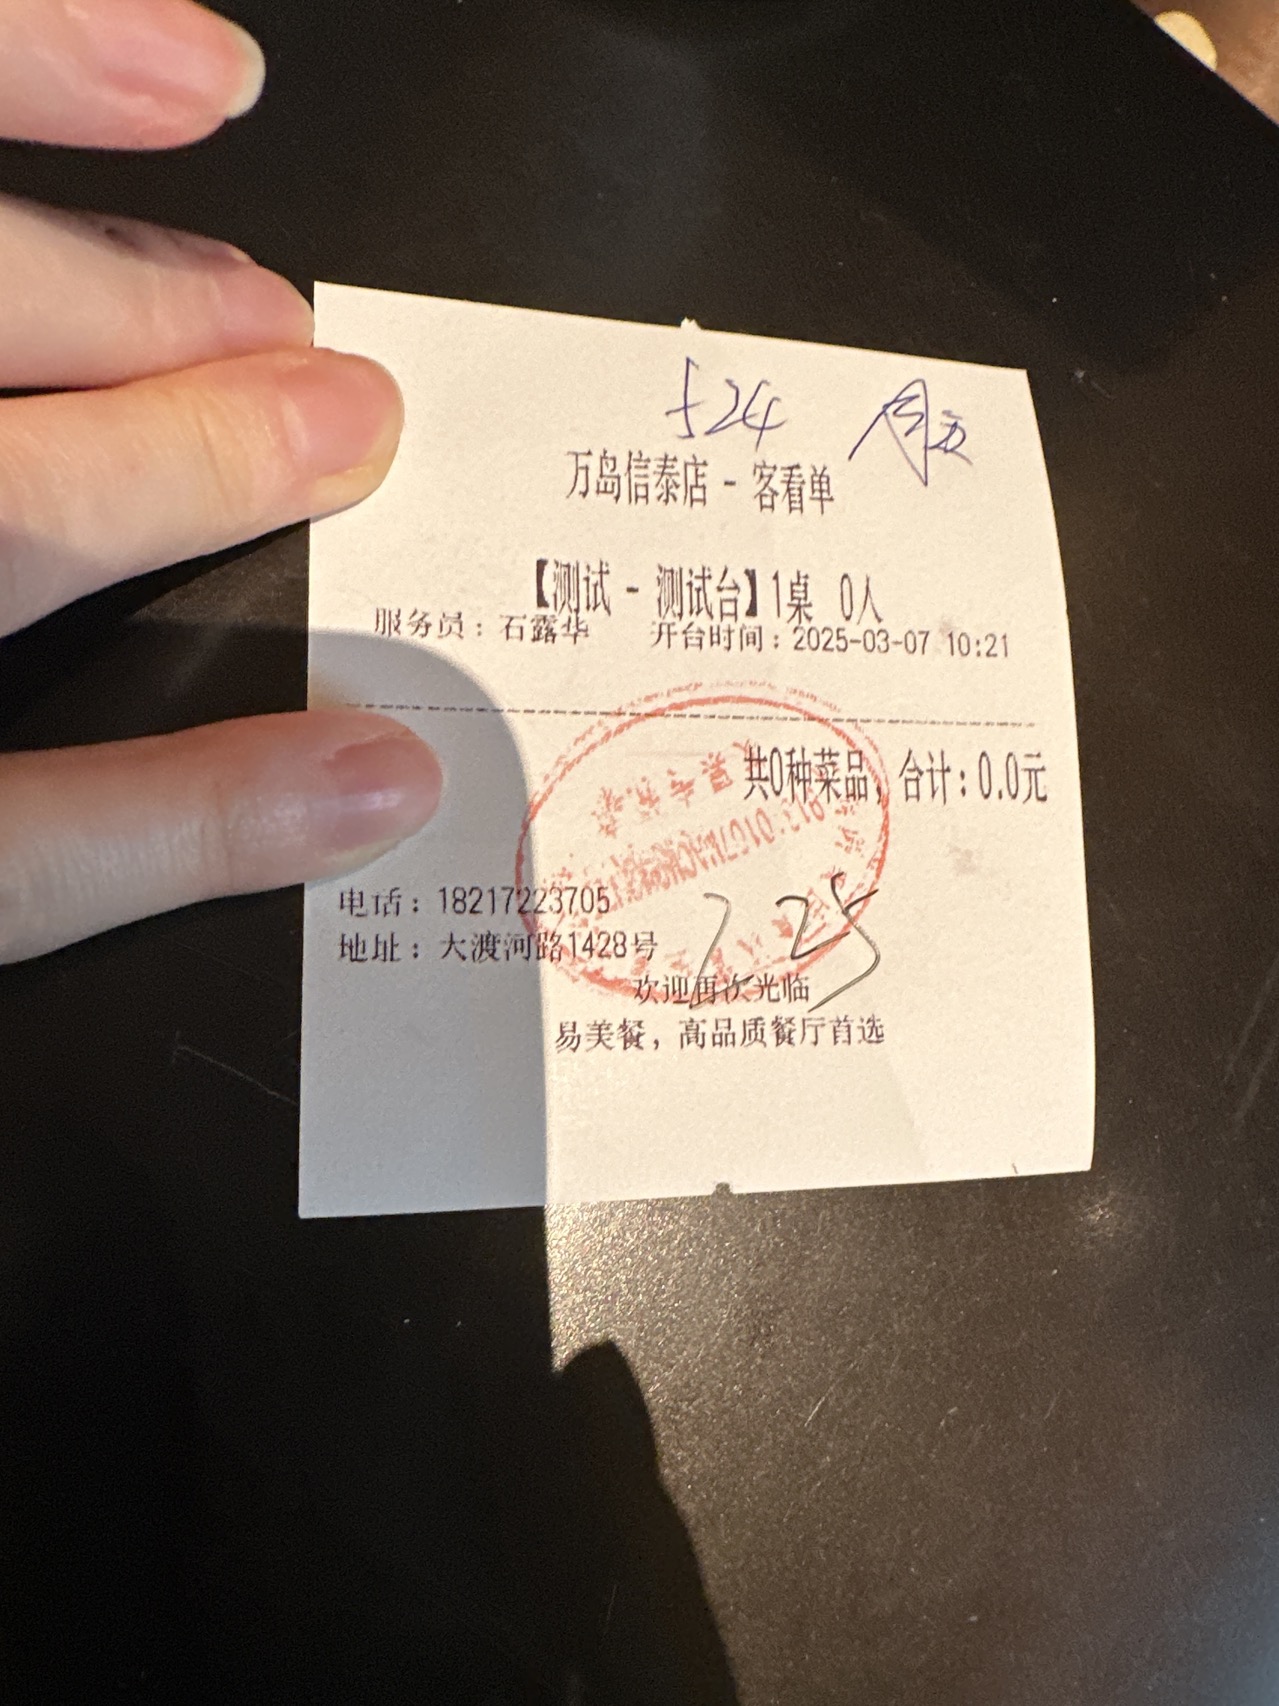 524
万岛信泰店 - 客看单
【测试 - 测试台】1桌 0人
服务员：石露华 开台时间：2025-03-07 10:21
共0种菜品，合计：0.0元
电话：18217223705
地址：大渡河路1428号
225
欢迎再次光临
易美餐，高品质餐厅首选